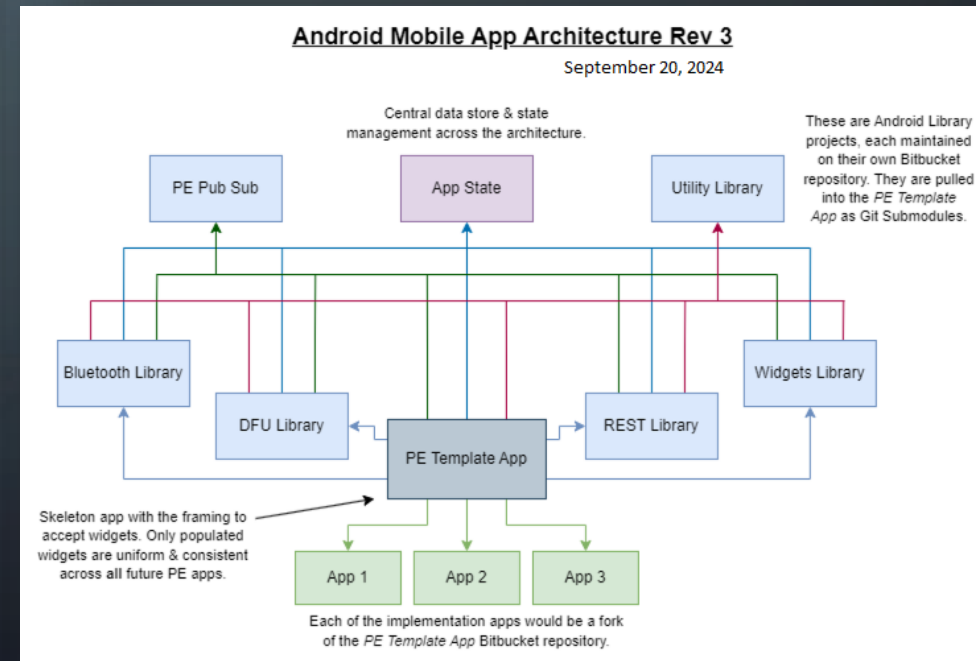 Android Mobile App Architecture Rev 3
September 20, 2024
Central data store & state
management across the architecture.
These are Android Library
projects, each maintained
on their own Bitbucket
repository. They are pulled
into the PE Template
App as Git Submodules.
PE Pub Sub
App State
Utility Library
Bluetooth Library
Widgets Library
DFU Library
REST Library
PE Template App
Skeleton app with the framing to
accept widgets. Only populated
widgets are uniform & consistent
across all future PE apps.
App 1
App 2
App 3
Each of the implementation apps would be a fork
of the PE Template App Bitbucket repository.